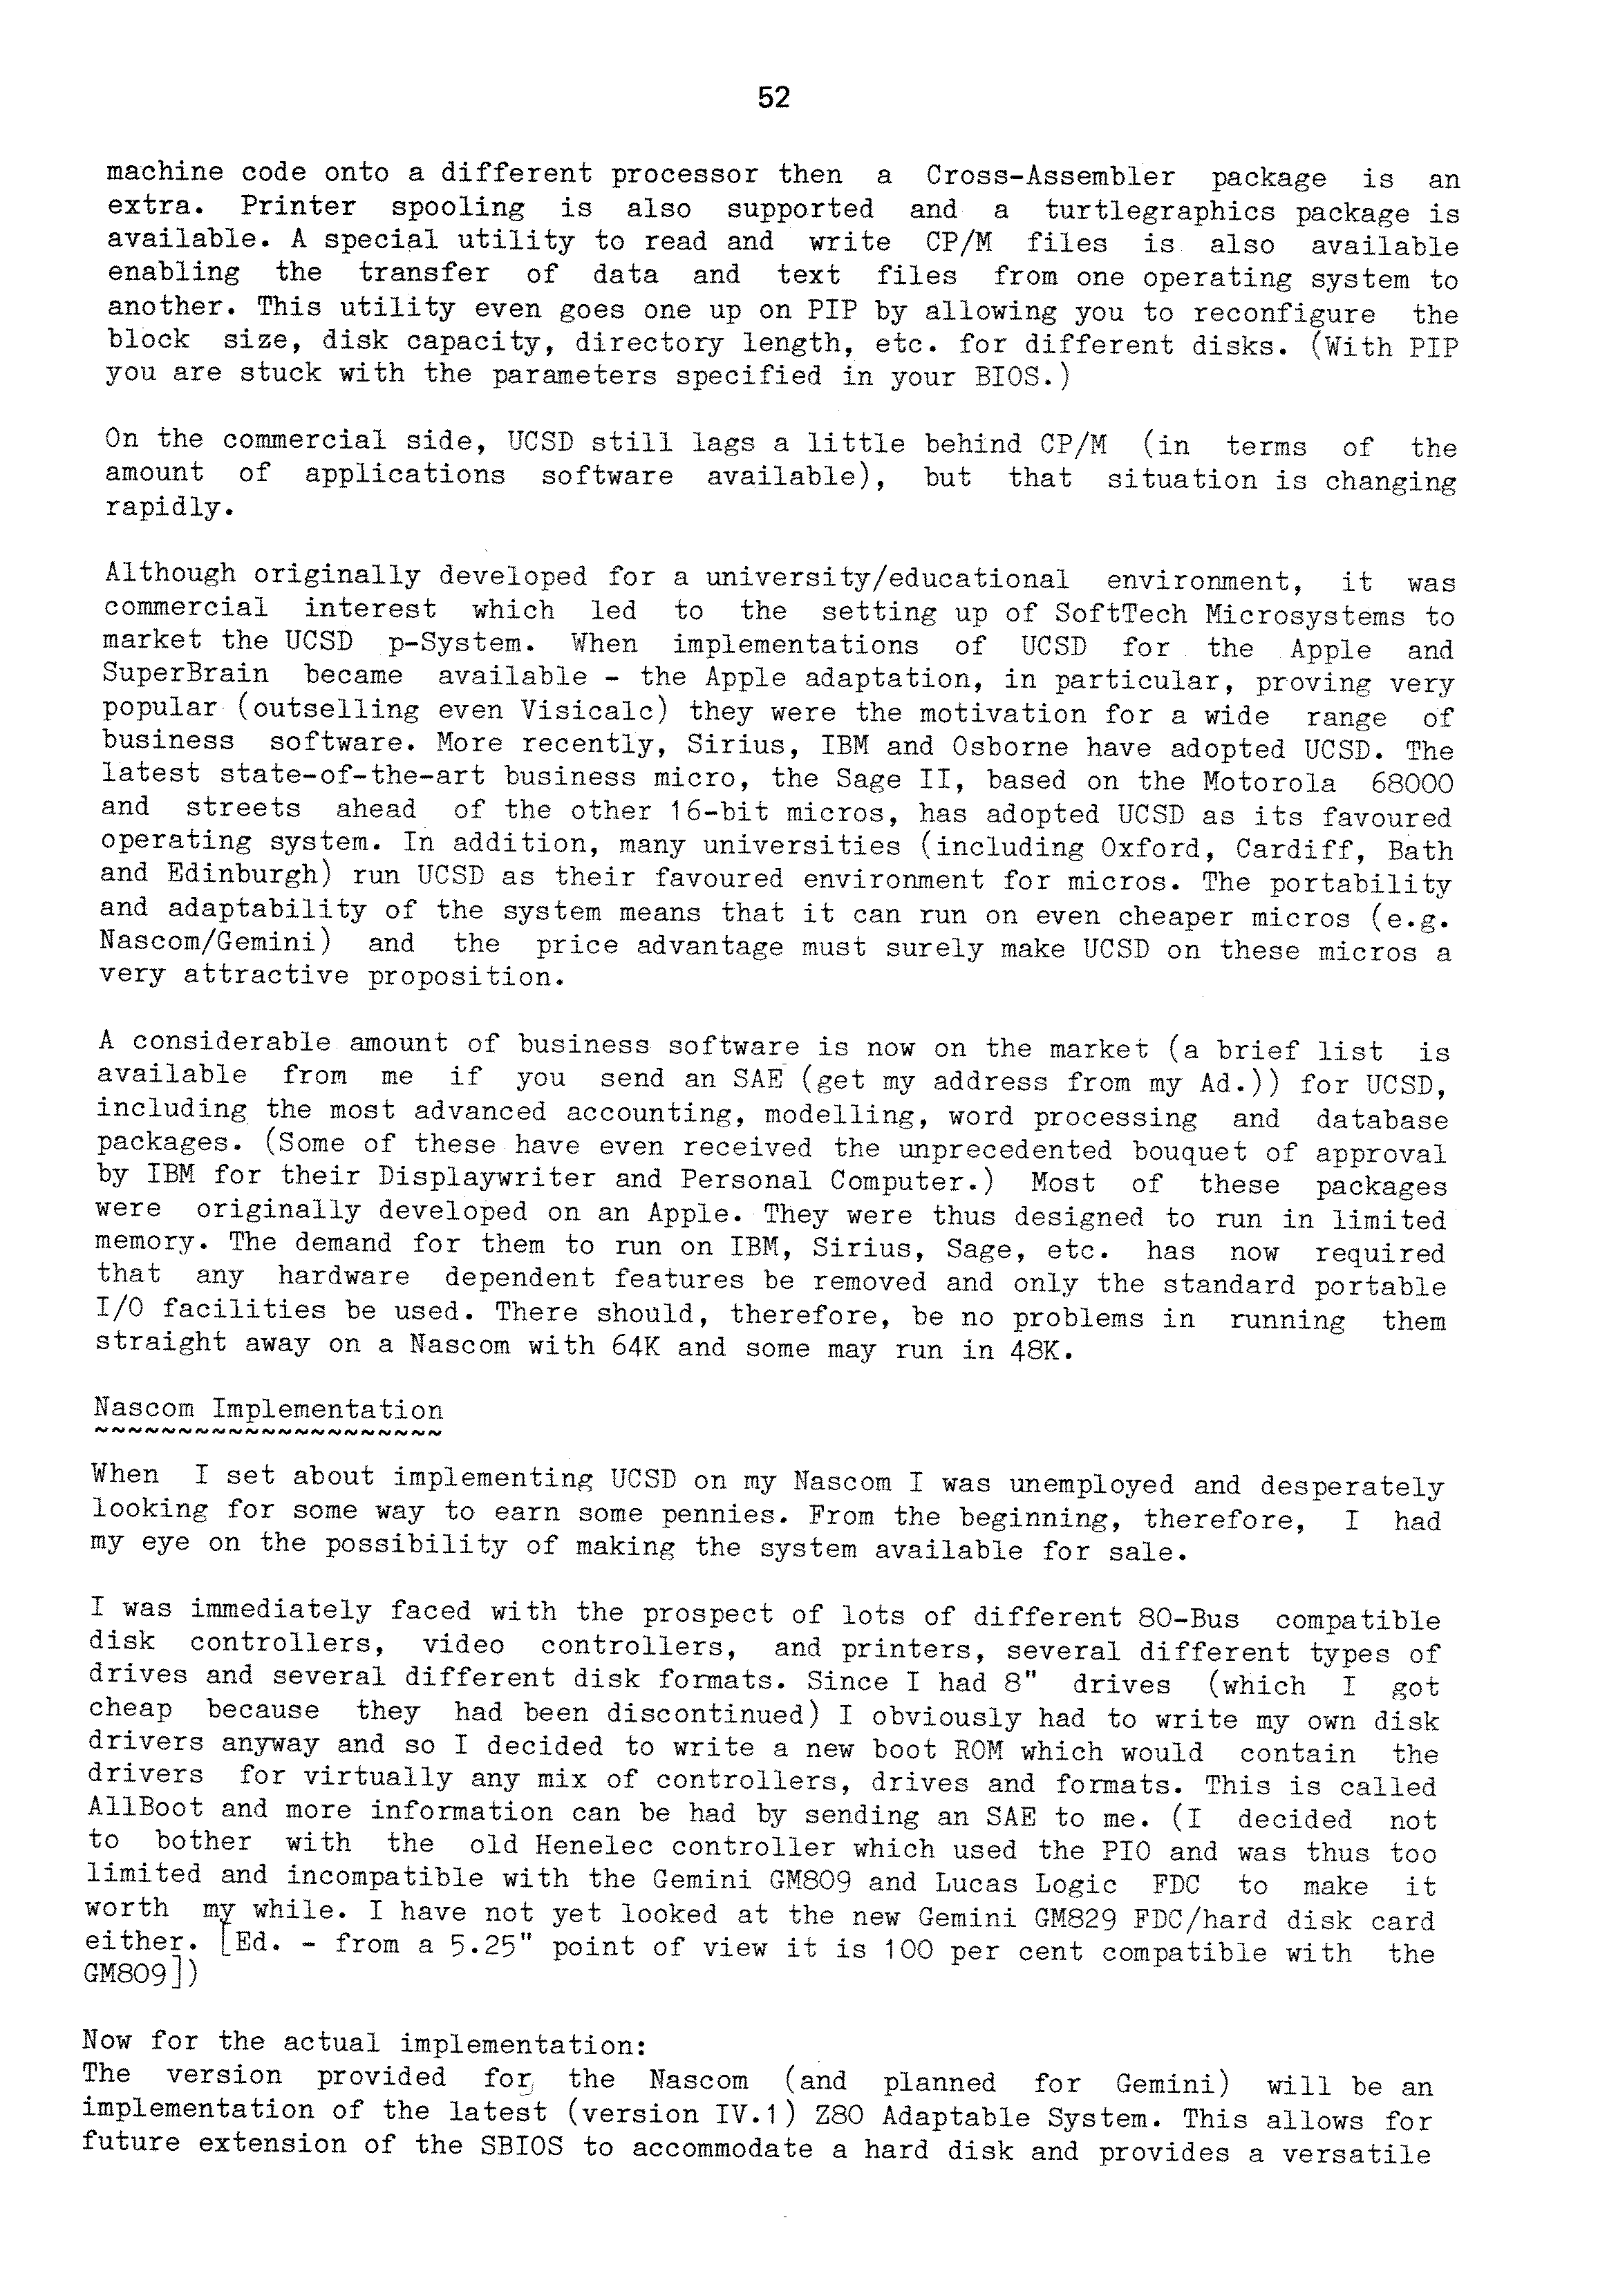 52
machine code onto a different processor then a Cross-Assembler package is an
extra. Printer spooling is also supported and a turtlegraphics package is
available. A special utility to read and write CP/M files is also available
enabling the transfer of data and text files from one operating system to
another. This utility even goes one up on PIP by allowing you to reconfigure the
block size, disk capacity, directory length, etc. for different disks. (With PIP
you are stuck with the parameters specified in your BIOS.)
On the commercial side, UCSD still lags a little behind CP/M (in terms of the
amount of applications software available), but that situation is changing
rapidly.
Although originally developed for a university/educational environment, it was
commercial interest which led to the setting up of SoftTech Microsystems to
market the UCSD p-System. When implementations of UCSD for the Apple and
SuperBrain became available - the Apple adaptation, in particular, proving very
popular (outselling even Visicalc) they were the motivation for a wide range of
business software. More recently, Sirius, IBM and Osborne have adopted UCSD. The
latest state-of-the-art business micro, the Sage II, based on the Motorola 68000
and streets ahead of the other 16-bit micros, has adopted UCSD as its favoured
operating system. In addition, many universities (including Oxford, Cardiff, Bath
and Edinburgh) run UCSD as their favoured environment for micros. The portability
and adaptability of the system means that it can run on even cheaper micros (e.g.
Nascom/Gemini) and the price advantage must surely make UCSD on these micros a
very attractive proposition.
A considerable amount of business software is now on the market (a brief list is
available from me if you send an SAE (get my address from my Ad.)) for UCSD,
including the most advanced accounting, modelling, word processing and database
packages. (Some of these have even received the unprecedented bouquet of approval
by IBM for their Displaywriter and Personal Computer.) Most of these packages
were originally developed on an Apple. They were thus designed to run in limited
memory. The demand for them to run on IBM, Sirius, Sage, etc. has now required
that any hardware dependent features be removed and only the standard portable
I/O facilities be used. There should, therefore, be no problems in running them
straight away on a Nascom with 64K and some may run in 48K.
Nascom Implementation
~~~~~~~~~~~~~~~~~~~~~
When I set about implementing UCSD on my Nascom I was unemployed and desperately
looking for some way to earn some pennies. From the beginning, therefore, I had
my eye on the possibility of making the system available for sale.
I was immediately faced with the prospect of lots of different 80-Bus compatible
disk controllers, video controllers, and printers, several different types of
drives and several different disk formats. Since I had 8" drives (which I got
cheap because they had been discontinued) I obviously had to write my own disk
drivers anyway and so I decided to write a new boot ROM which would contain the
drivers for virtually any mix of controllers, drives and formats. This is called
AllBoot and more information can be had by sending an SAE to me. (I decided not
to bother with the old Henelec controller which used the PIO and was thus too
limited and incompatible with the Gemini GM809 and Lucas Logic FDC to make it
worth my while. I have not yet looked at the new Gemini GM829 FDC/hard disk card
either. [Ed. - from a 5.25" point of view it is 100 per cent compatible with the
GM809])
Now for the actual implementation:
The version provided for the Nascom (and planned for Gemini) will be an
implementation of the latest (version IV.1) Z80 Adaptable System. This allows for
future extension of the SBIOS to accommodate a hard disk and provides a versatile